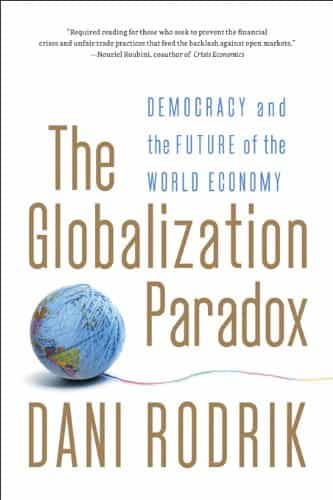 "Required reading for those who seek to prevent the financial
crises and unfair trade practices that feed the backlash against open markets."
—Nouriel Roubini, coauthor of Crisis Economics
DEMOCRACY and
the FUTURE of the
WORLD ECONOMY
The
Globalization
Paradox
DANI RODRIK